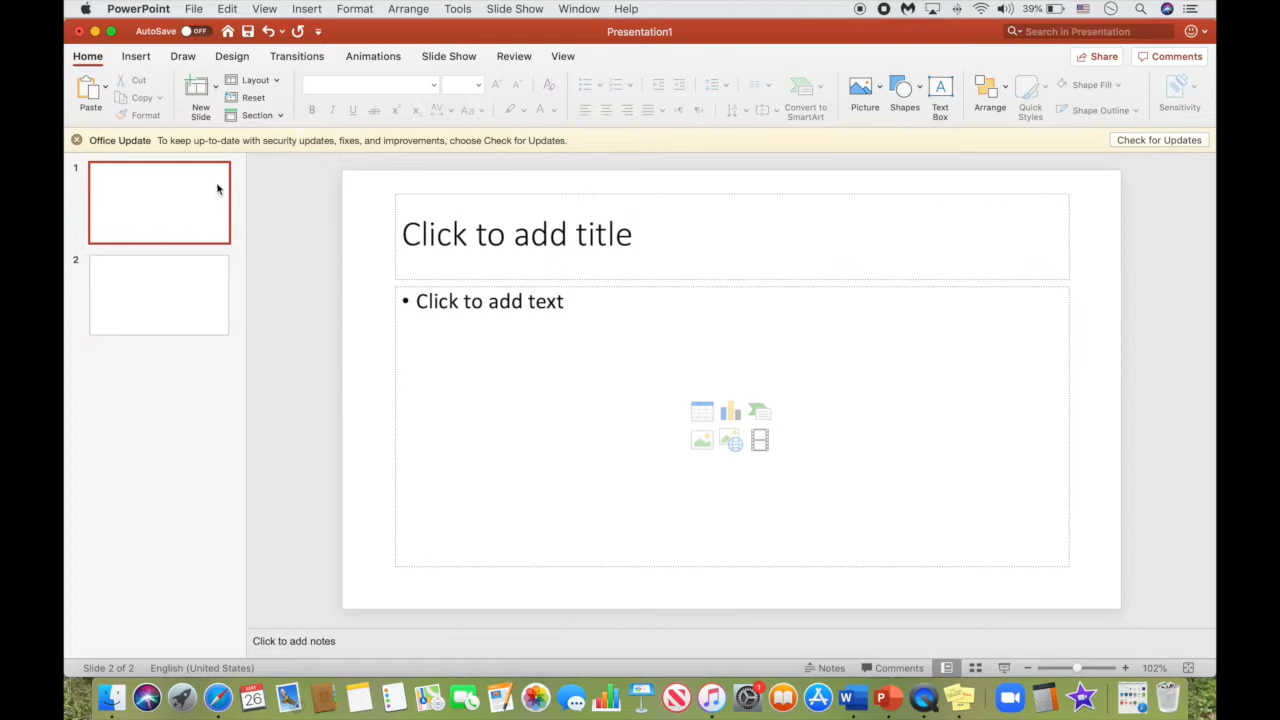 PowerPoint File Edit View Insert Format Arrange Tools Slide Show Window Help 39%
AutoSave OFF Presentation1 Search in Presentation
Home Insert Draw Design Transitions Animations Slide Show Review View Share Comments
Paste Cut Copy Format New Slide Layout Reset Section Convert to SmartArt Picture Shapes Text Box Arrange Quick Styles Shape Fill Shape Outline Sensitivity
Office Update To keep up-to-date with security updates, fixes, and improvements, choose Check for Updates. Check for Updates
1
2
Click to add title
• Click to add text
Click to add notes
Slide 2 of 2 English (United States) Notes Comments 102%
MAY 26
1